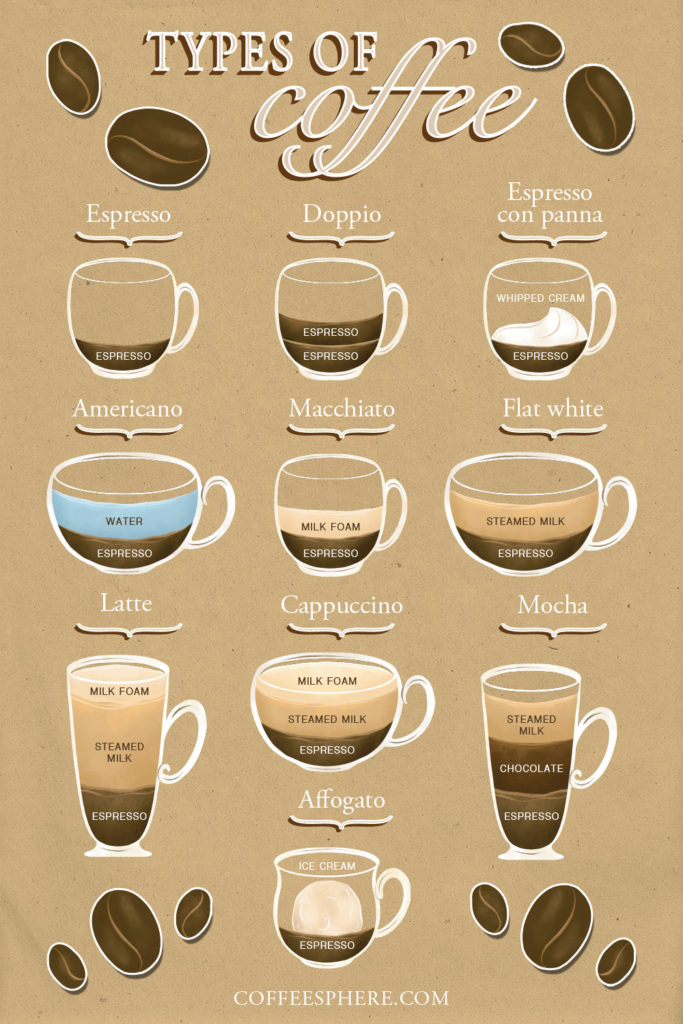 TYPES OF
coffee
Espresso
ESPRESSO
Doppio
ESPRESSO
ESPRESSO
Espresso
con panna
WHIPPED CREAM
ESPRESSO
Americano
WATER
ESPRESSO
Macchiato
MILK FOAM
ESPRESSO
Flat white
STEAMED MILK
ESPRESSO
Latte
MILK FOAM
STEAMED
MILK
ESPRESSO
Cappuccino
MILK FOAM
STEAMED MILK
ESPRESSO
Mocha
STEAMED
MILK
CHOCOLATE
ESPRESSO
Affogato
ICE CREAM
ESPRESSO
COFFEESPHERE.COM